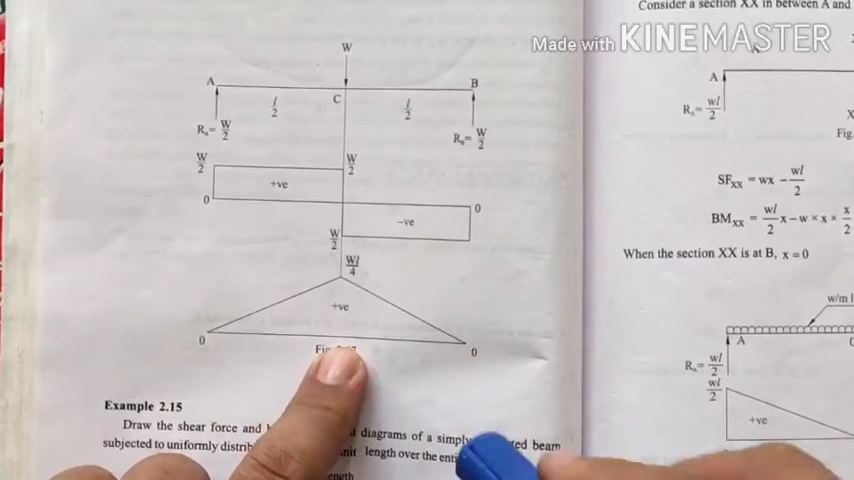 Consider a section XX in between A and
Made with KINEMASTER
W
A
C
B
l/2
l/2
R_A = W/2
R_B = W/2
W/2
W/2
+ve
0
0
-ve
W/2
Wl/4
+ve
0
0
Example 2.15
Draw the shear force and diagrams of a simply beam
subjected to uniformly length over the
A
R_A = wl/2
X
Fig.
SF_XX = wx - wl/2
BM_XX = wl/2 x - w × x × x/2
When the section XX is at B, x = 0
w/m
A
R_A = wl/2
wl/2
+ve